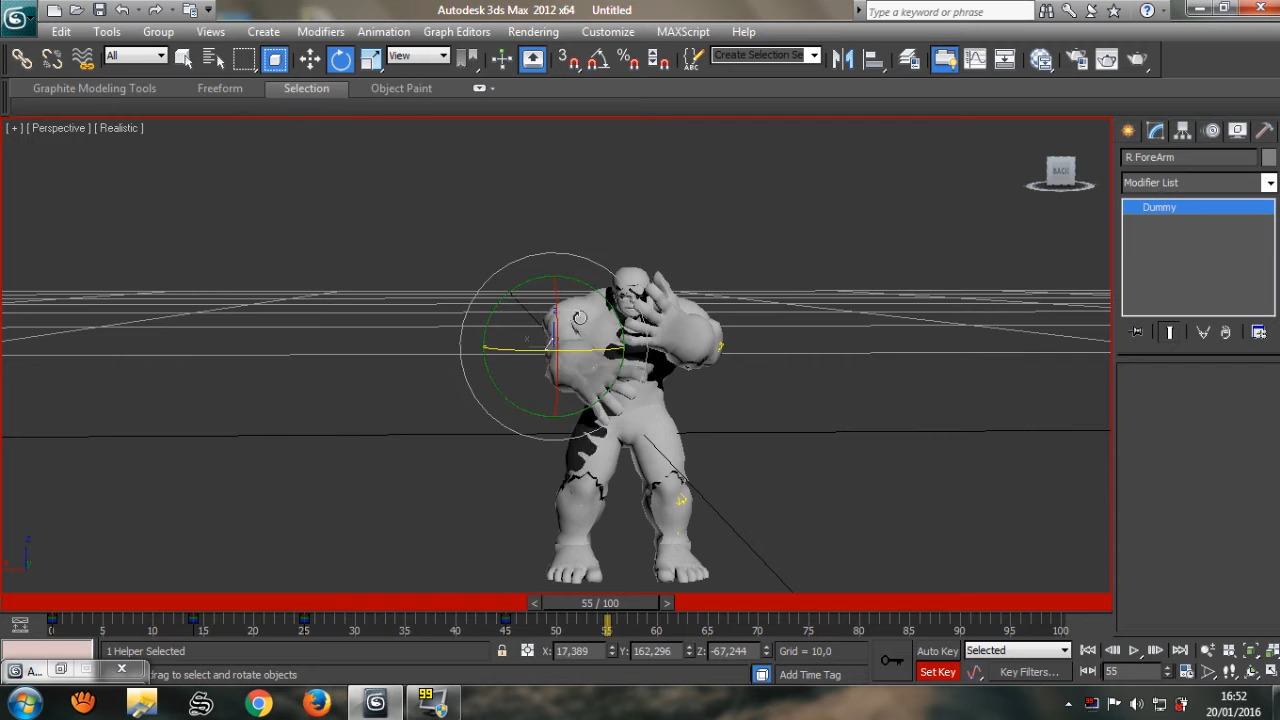 Autodesk 3ds Max 2012 x64 Untitled
Type a keyword or phrase
Edit Tools Group Views Create Modifiers Animation Graph Editors Rendering Customize MAXScript Help
All View Create Selection Se
Graphite Modeling Tools Freeform Selection Object Paint
[ + ] [ Perspective ] [ Realistic ]
BACK
R ForeArm
Modifier List
Dummy
x
z
< 55 / 100 >
0 5 10 15 20 25 30 35 40 45 50 55 60 65 70 75 80 85 90 95 100
1 Helper Selected X: 17,389 Y: 162,296 Z: -67,244 Grid = 10,0 Auto Key Selected
A... drag to select and rotate objects Add Time Tag Set Key Key Filters... 55
99
16:52
20/01/2016